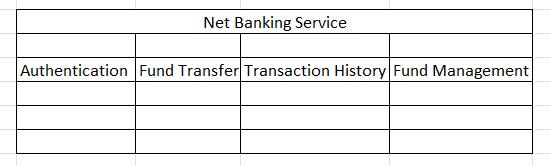 Net Banking Service
Authentication Fund Transfer Transaction History Fund Management